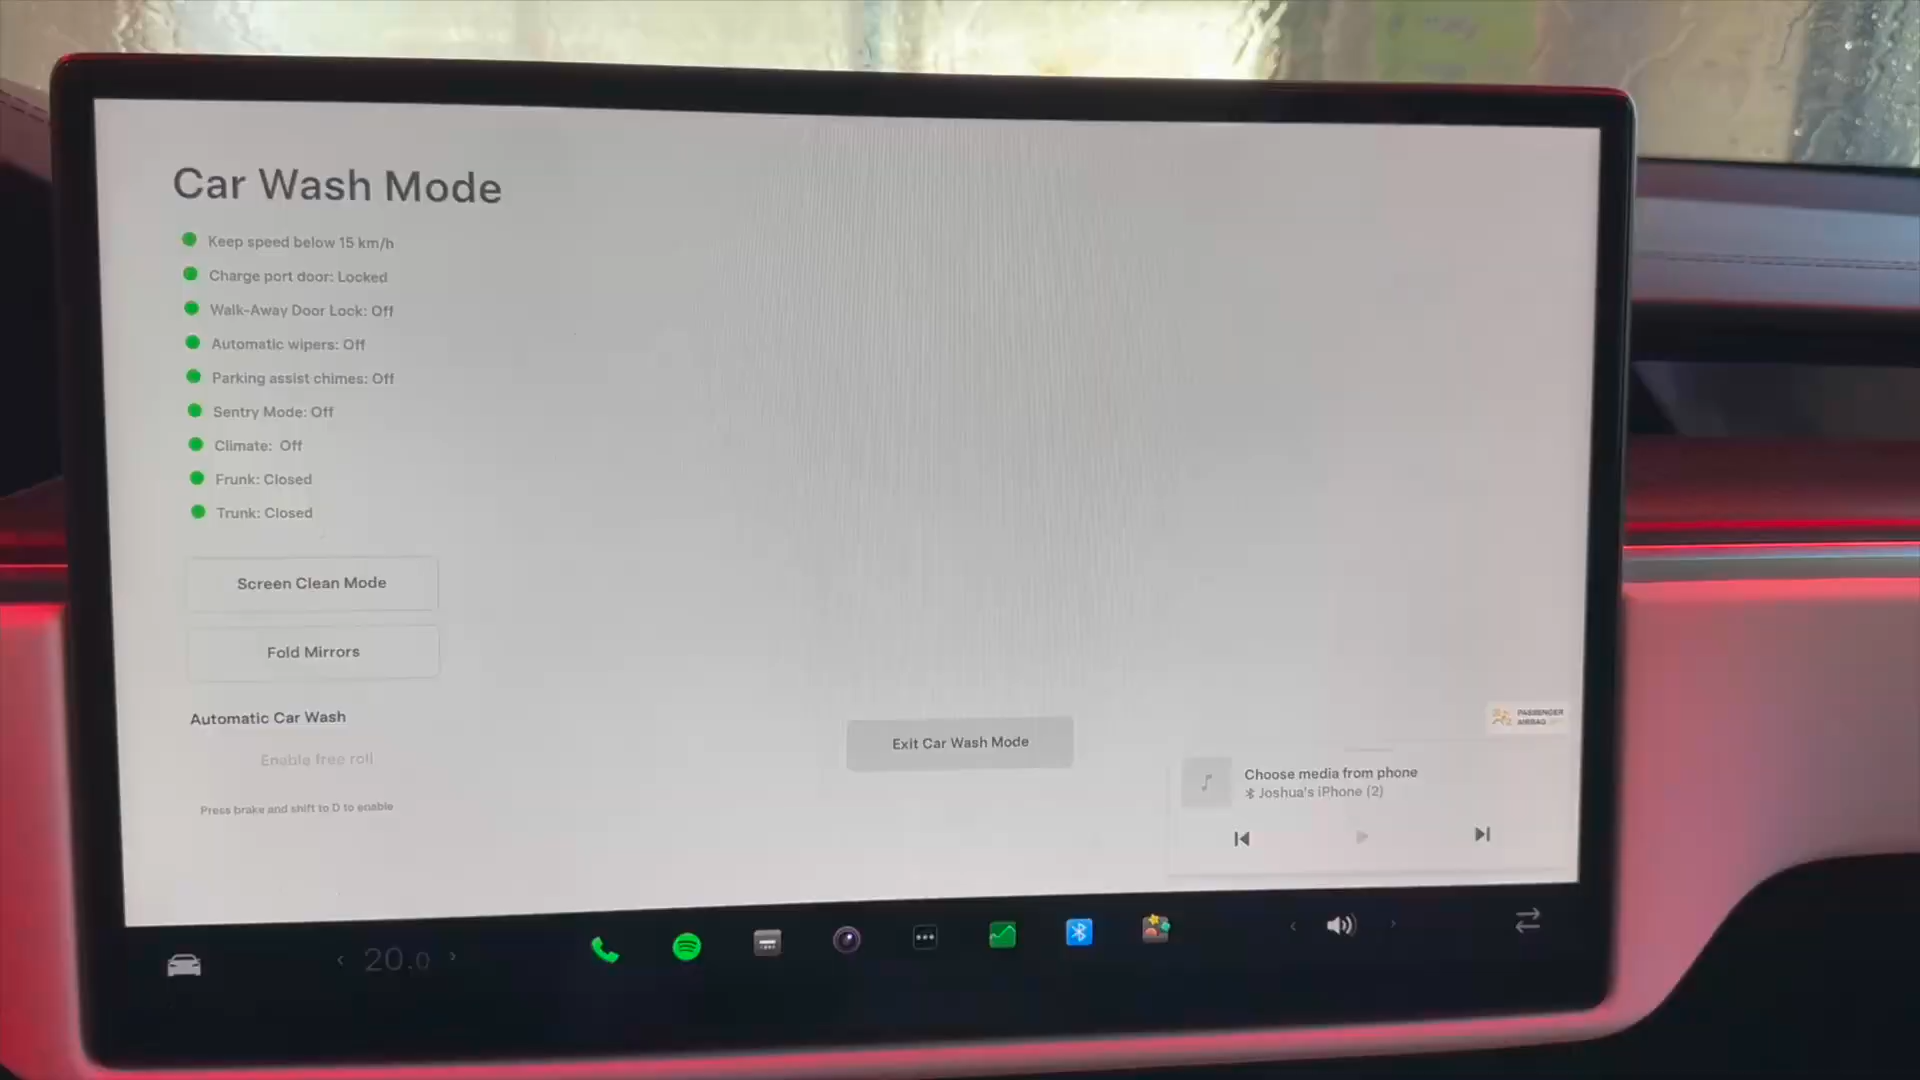 Car Wash Mode
Keep speed below 15 km/h
Charge port door: Locked
Walk-Away Door Lock: Off
Automatic wipers: Off
Parking assist chimes: Off
Sentry Mode: Off
Climate: Off
Frunk: Closed
Trunk: Closed
Screen Clean Mode
Fold Mirrors
Automatic Car Wash
Enable free roll
Press brake and shift to D to enable
Exit Car Wash Mode
PASSENGER
AIRBAG
Choose media from phone
Joshua's iPhone (2)
20.0